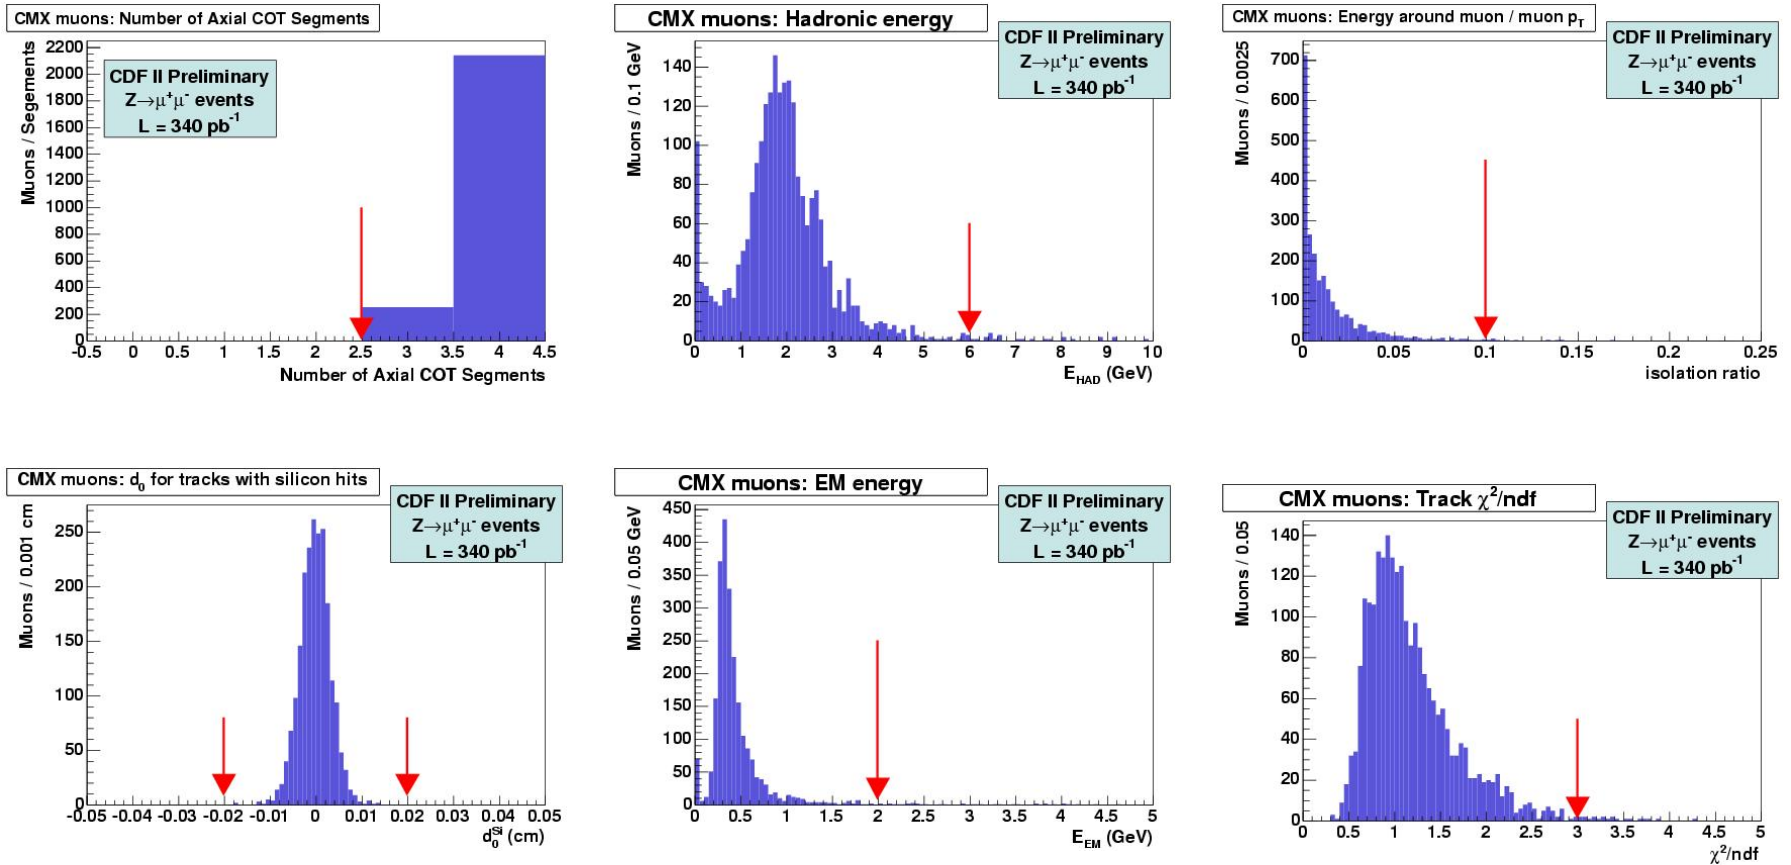 CMX muons: Number of Axial COT Segments
CDF II Preliminary
Z→μ⁺μ⁻ events
L = 340 pb⁻¹
Muons / Segements
2200
2000
1800
1600
1400
1200
1000
800
600
400
200
0
-0.5 0 0.5 1 1.5 2 2.5 3 3.5 4 4.5
Number of Axial COT Segments
CMX muons: Hadronic energy
CDF II Preliminary
Z→μ⁺μ⁻ events
L = 340 pb⁻¹
Muons / 0.1 GeV
140
120
100
80
60
40
20
0
0 1 2 3 4 5 6 7 8 9 10
E_HAD (GeV)
CMX muons: Energy around muon / muon p_T
CDF II Preliminary
Z→μ⁺μ⁻ events
L = 340 pb⁻¹
Muons / 0.0025
700
600
500
400
300
200
100
0
0 0.05 0.1 0.15 0.2 0.25
isolation ratio
CMX muons: d₀ for tracks with silicon hits
CDF II Preliminary
Z→μ⁺μ⁻ events
L = 340 pb⁻¹
Muons / 0.001 cm
250
200
150
100
50
0
-0.05 -0.04 -0.03 -0.02 -0.01 0 0.01 0.02 0.03 0.04 0.05
d₀^Si (cm)
CMX muons: EM energy
CDF II Preliminary
Z→μ⁺μ⁻ events
L = 340 pb⁻¹
Muons / 0.05 GeV
450
400
350
300
250
200
150
100
50
0
0 0.5 1 1.5 2 2.5 3 3.5 4 4.5 5
E_EM (GeV)
CMX muons: Track χ²/ndf
CDF II Preliminary
Z→μ⁺μ⁻ events
L = 340 pb⁻¹
Muons / 0.05
140
120
100
80
60
40
20
0
0 0.5 1 1.5 2 2.5 3 3.5 4 4.5 5
χ²/ndf